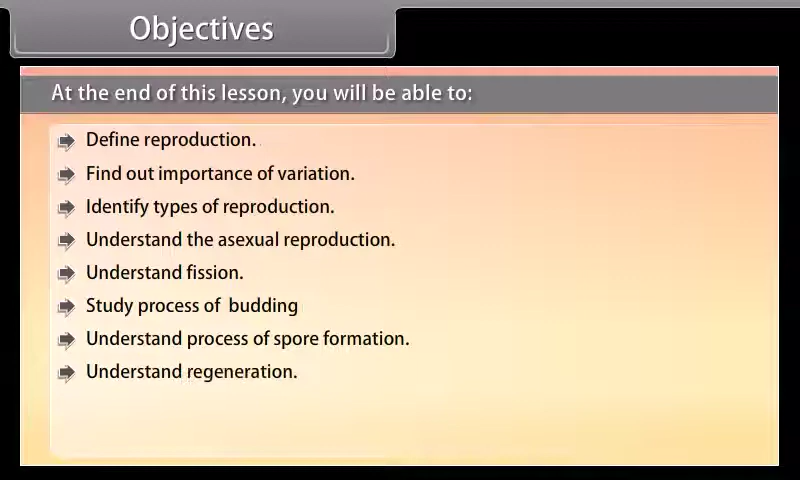 Objectives
At the end of this lesson, you will be able to:
Define reproduction.
Find out importance of variation.
Identify types of reproduction.
Understand the asexual reproduction.
Understand fission.
Study process of budding
Understand process of spore formation.
Understand regeneration.